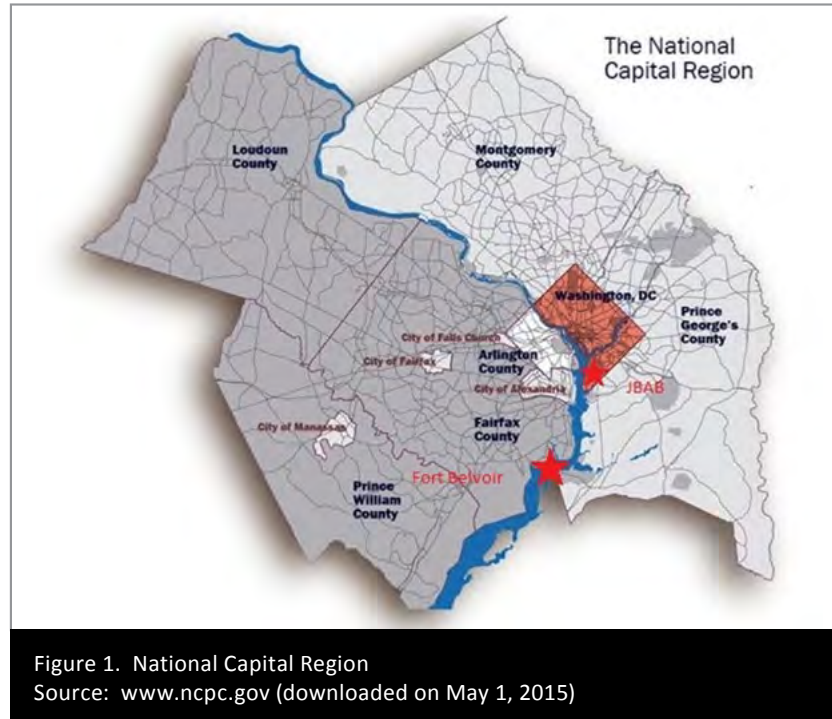 The National
Capital Region
Loudoun
County
Montgomery
County
Washington, DC
Prince
George's
County
City of Falls Church
City of Fairfax
Arlington
County
JBAB
City of Alexandria
City of Manassas
Fairfax
County
Fort Belvoir
Prince
William
County
Figure 1. National Capital Region
Source: www.ncpc.gov (downloaded on May 1, 2015)